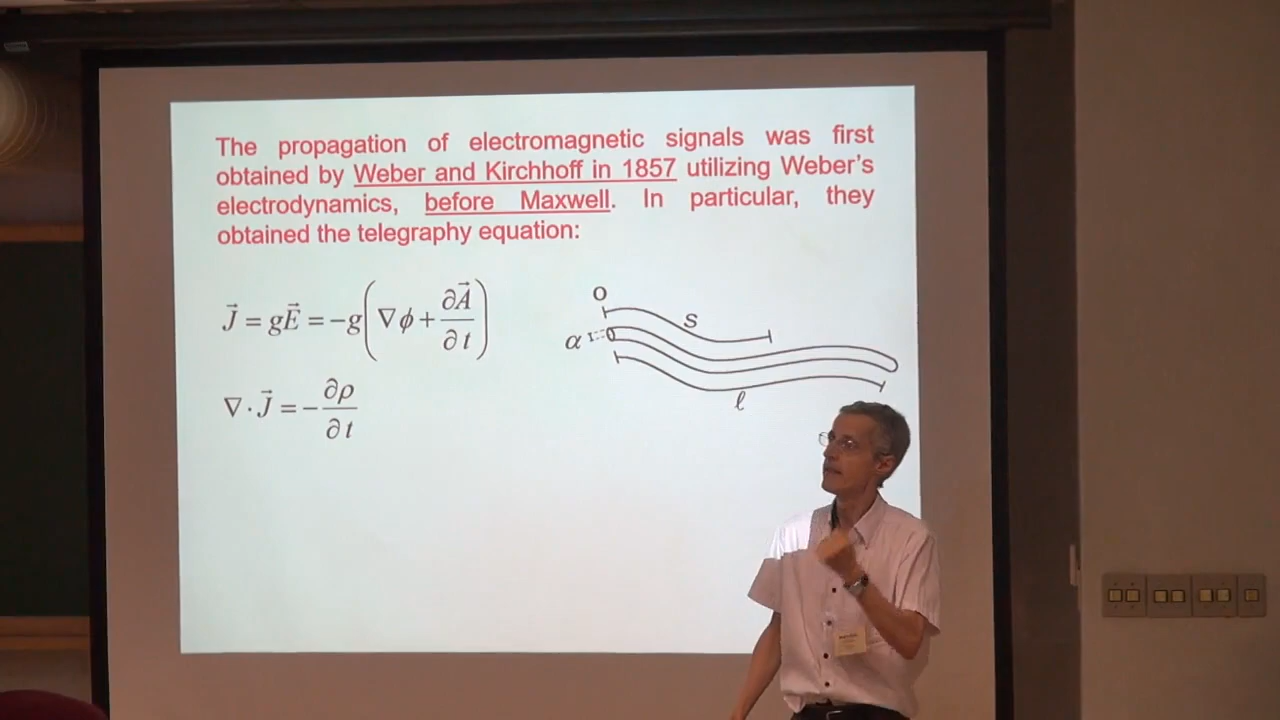 The propagation of electromagnetic signals was first
obtained by Weber and Kirchhoff in 1857 utilizing Weber's
electrodynamics, before Maxwell. In particular, they
obtained the telegraphy equation:
J⃗ = gE⃗ = −g(∇ϕ + ∂A⃗/∂t)
∇·J⃗ = −∂ρ/∂t
O
S
α
ℓ